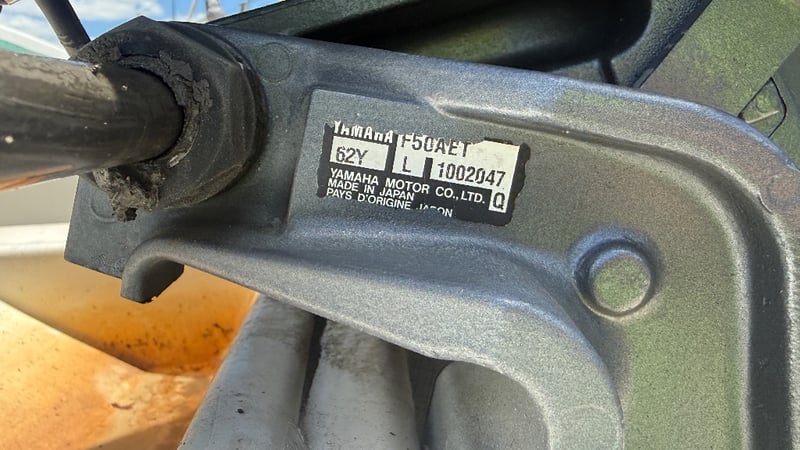 YAMAHA F50AET
62Y L 1002047
YAMAHA MOTOR CO.,LTD.
MADE IN JAPAN Q
PAYS D'ORIGINE JAPON